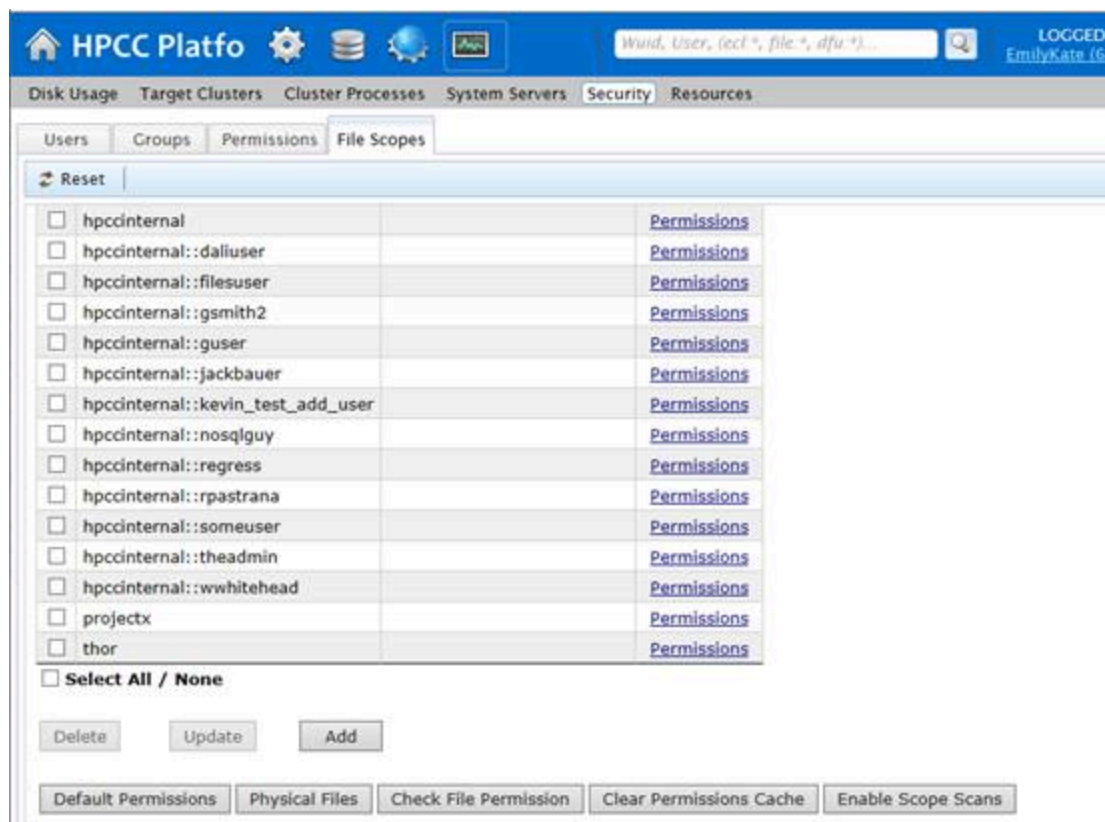 HPCC Platfo Wuid, User, (ecl:*, file:*, dfu:*)... LOGGED
EmilyKate (6
Disk Usage Target Clusters Cluster Processes System Servers Security Resources
Users Groups Permissions File Scopes
Reset
hpccinternal Permissions
hpccinternal::daliuser Permissions
hpccinternal::filesuser Permissions
hpccinternal::gsmith2 Permissions
hpccinternal::guser Permissions
hpccinternal::jackbauer Permissions
hpccinternal::kevin_test_add_user Permissions
hpccinternal::nosqlguy Permissions
hpccinternal::regress Permissions
hpccinternal::rpastrana Permissions
hpccinternal::someuser Permissions
hpccinternal::theadmin Permissions
hpccinternal::wwhitehead Permissions
projectx Permissions
thor Permissions
Select All / None
Delete Update Add
Default Permissions Physical Files Check File Permission Clear Permissions Cache Enable Scope Scans